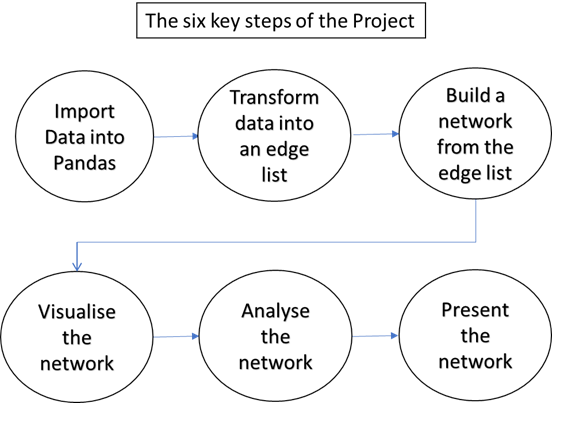 The six key steps of the Project
Import
Data into
Pandas
Transform
data into
an edge
list
Build a
network
from the
edge list
Visualise
the
network
Analyse
the
network
Present
the
network